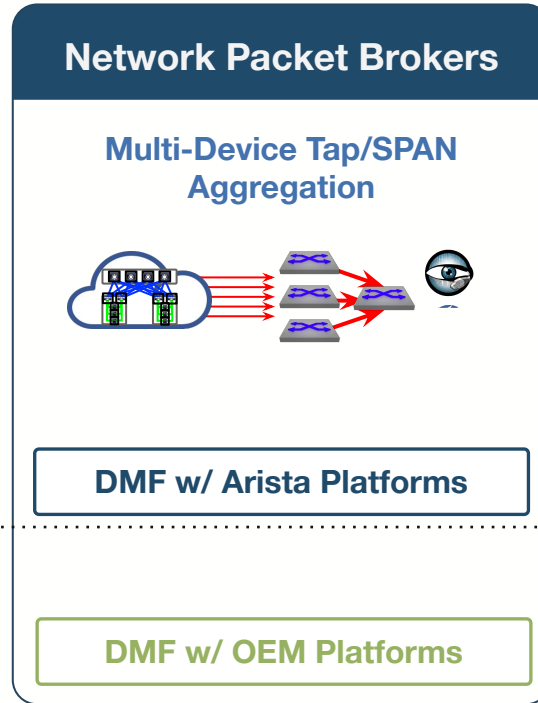 Network Packet Brokers
Multi-Device Tap/SPAN
Aggregation
DMF w/ Arista Platforms
DMF w/ OEM Platforms